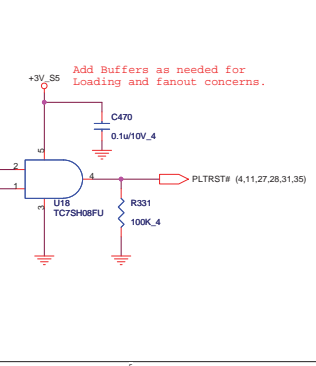 Add Buffers as needed for
Loading and fanout concerns.
+3V_S5
C470
0.1u/10V_4
5
2
1
4
3
U18
TC7SH08FU
R331
100K_4
PLTRST# (4,11,27,28,31,35)